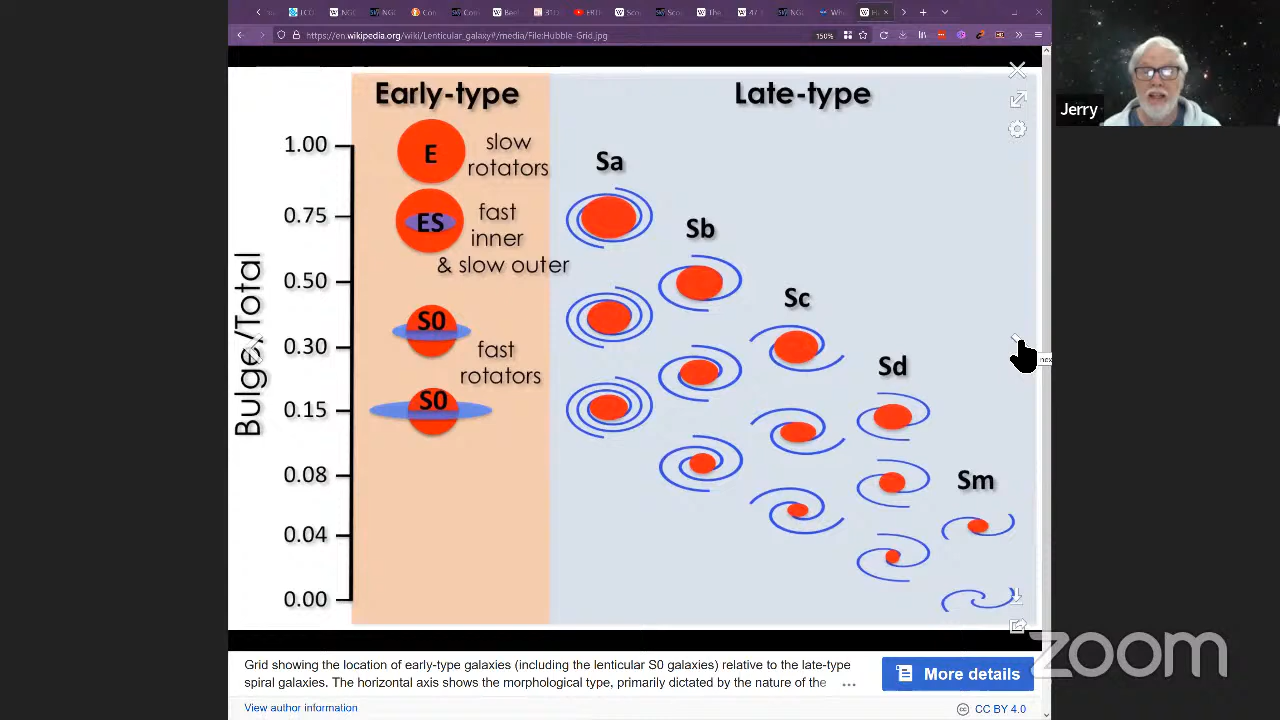 https://en.wikipedia.org/wiki/Lenticular_galaxy#/media/File:Hubble-Grid.jpg
150%
Early-type
Late-type
Bulge/Total
1.00
0.75
0.50
0.30
0.15
0.08
0.04
0.00
E
slow
rotators
ES
fast
inner
& slow outer
S0
fast
rotators
S0
Sa
Sb
Sc
Sd
Sm
Jerry
Grid showing the location of early-type galaxies (including the lenticular S0 galaxies) relative to the late-type
spiral galaxies. The horizontal axis shows the morphological type, primarily dictated by the nature of the
...
More details
View author information
CC BY 4.0
zoom